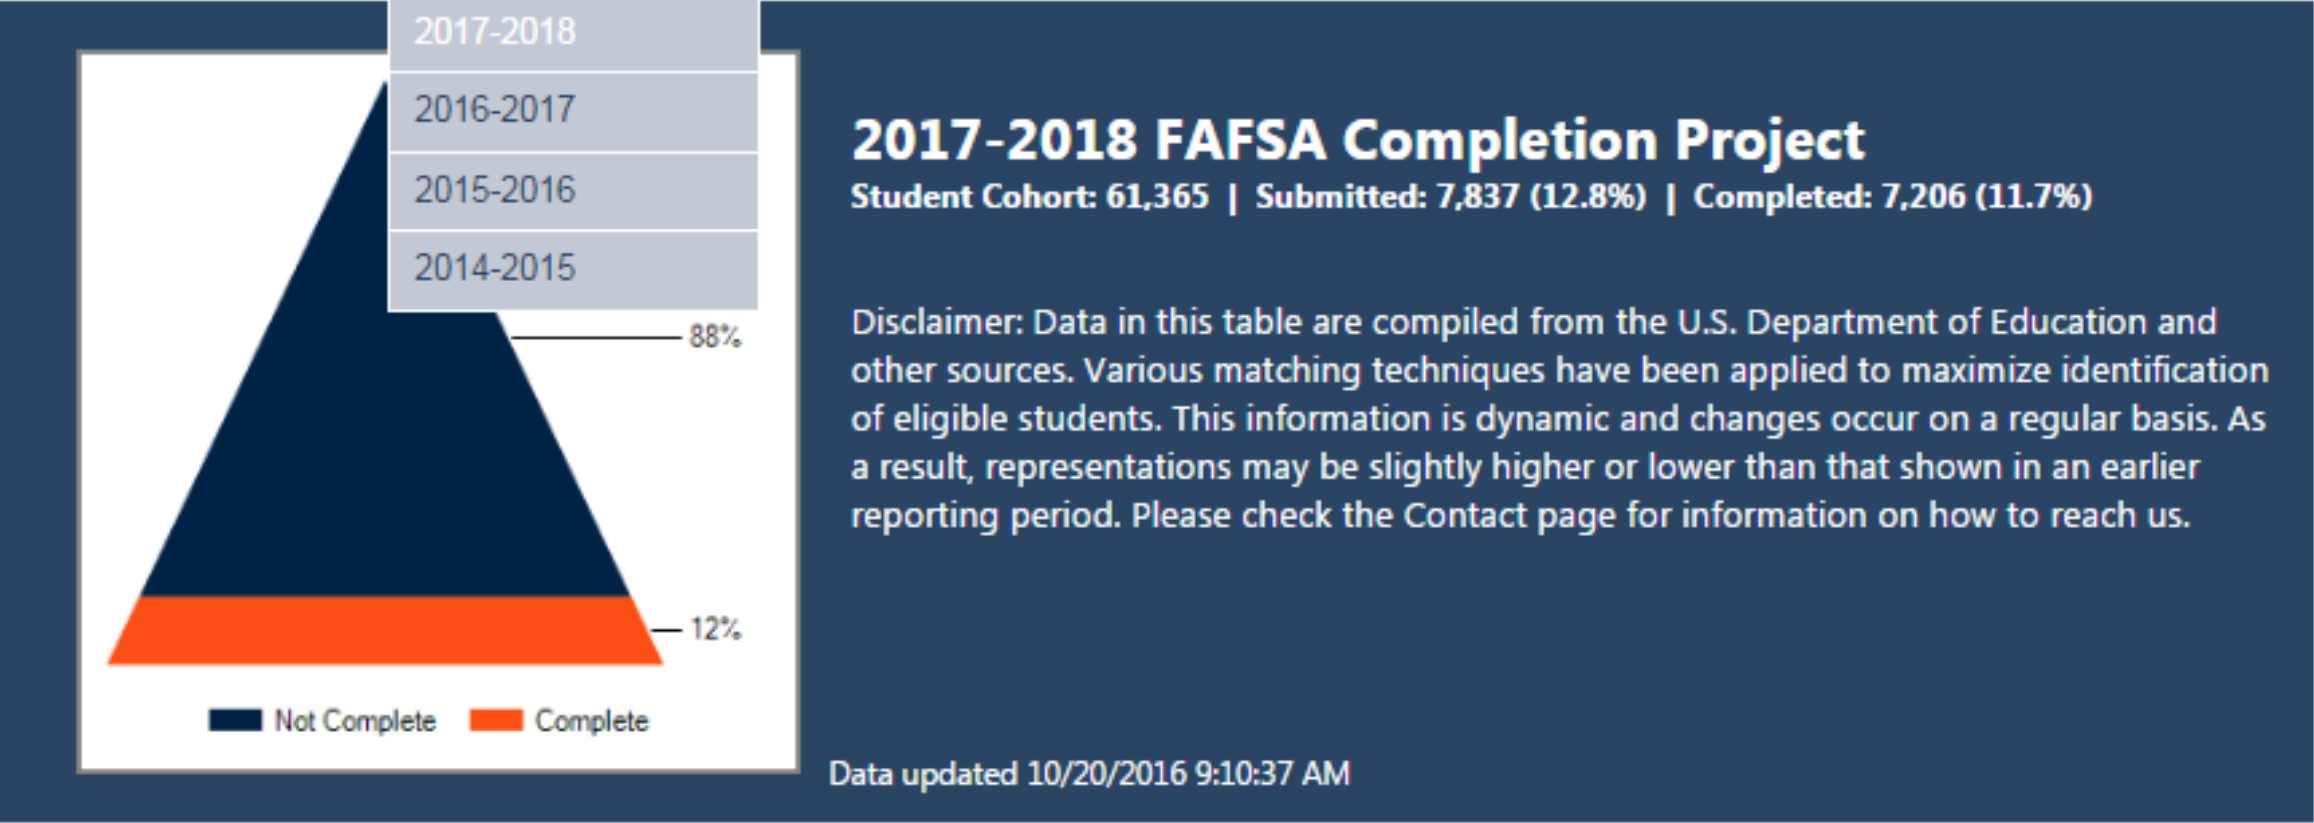 2017-2018
2016-2017
2015-2016
2014-2015
88%
12%
Not Complete
Complete
2017-2018 FAFSA Completion Project
Student Cohort: 61,365 | Submitted: 7,837 (12.8%) | Completed: 7,206 (11.7%)
Disclaimer: Data in this table are compiled from the U.S. Department of Education and
other sources. Various matching techniques have been applied to maximize identification
of eligible students. This information is dynamic and changes occur on a regular basis. As
a result, representations may be slightly higher or lower than that shown in an earlier
reporting period. Please check the Contact page for information on how to reach us.
Data updated 10/20/2016 9:10:37 AM